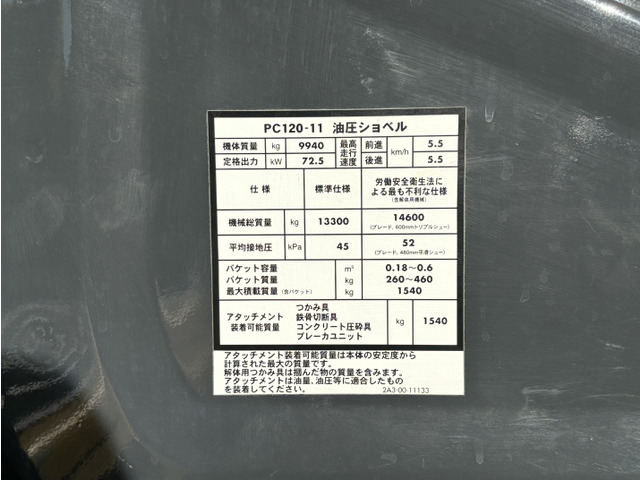 PC120-11 油圧ショベル
機体質量 kg 9940 最高走行速度 前進 km/h 5.5
定格出力 kW 72.5 後進 5.5
仕様 標準仕様 労働安全衛生法に
よる最も不利な仕様
(含解体用機械)
機械総質量 kg 13300 14600
(ブレード, 600mmトリプルシュー)
平均接地圧 kPa 45 52
(ブレード, 480mm平滑シュー)
バケット容量 m³ 0.18～0.6
バケット質量 kg 260～460
最大積載質量 (含バケット) kg 1540
アタッチメント
装着可能質量
つかみ具
鉄骨切断具
コンクリート圧砕具
ブレーカユニット
kg 1540
アタッチメント装着可能質量は本体の安定度から
計算された最大の質量です。
解体用つかみ具は掴んだ物の質量を含みます。
アタッチメントは油量、油圧等に適合したもの
を装着してください。 2A3-00-11133